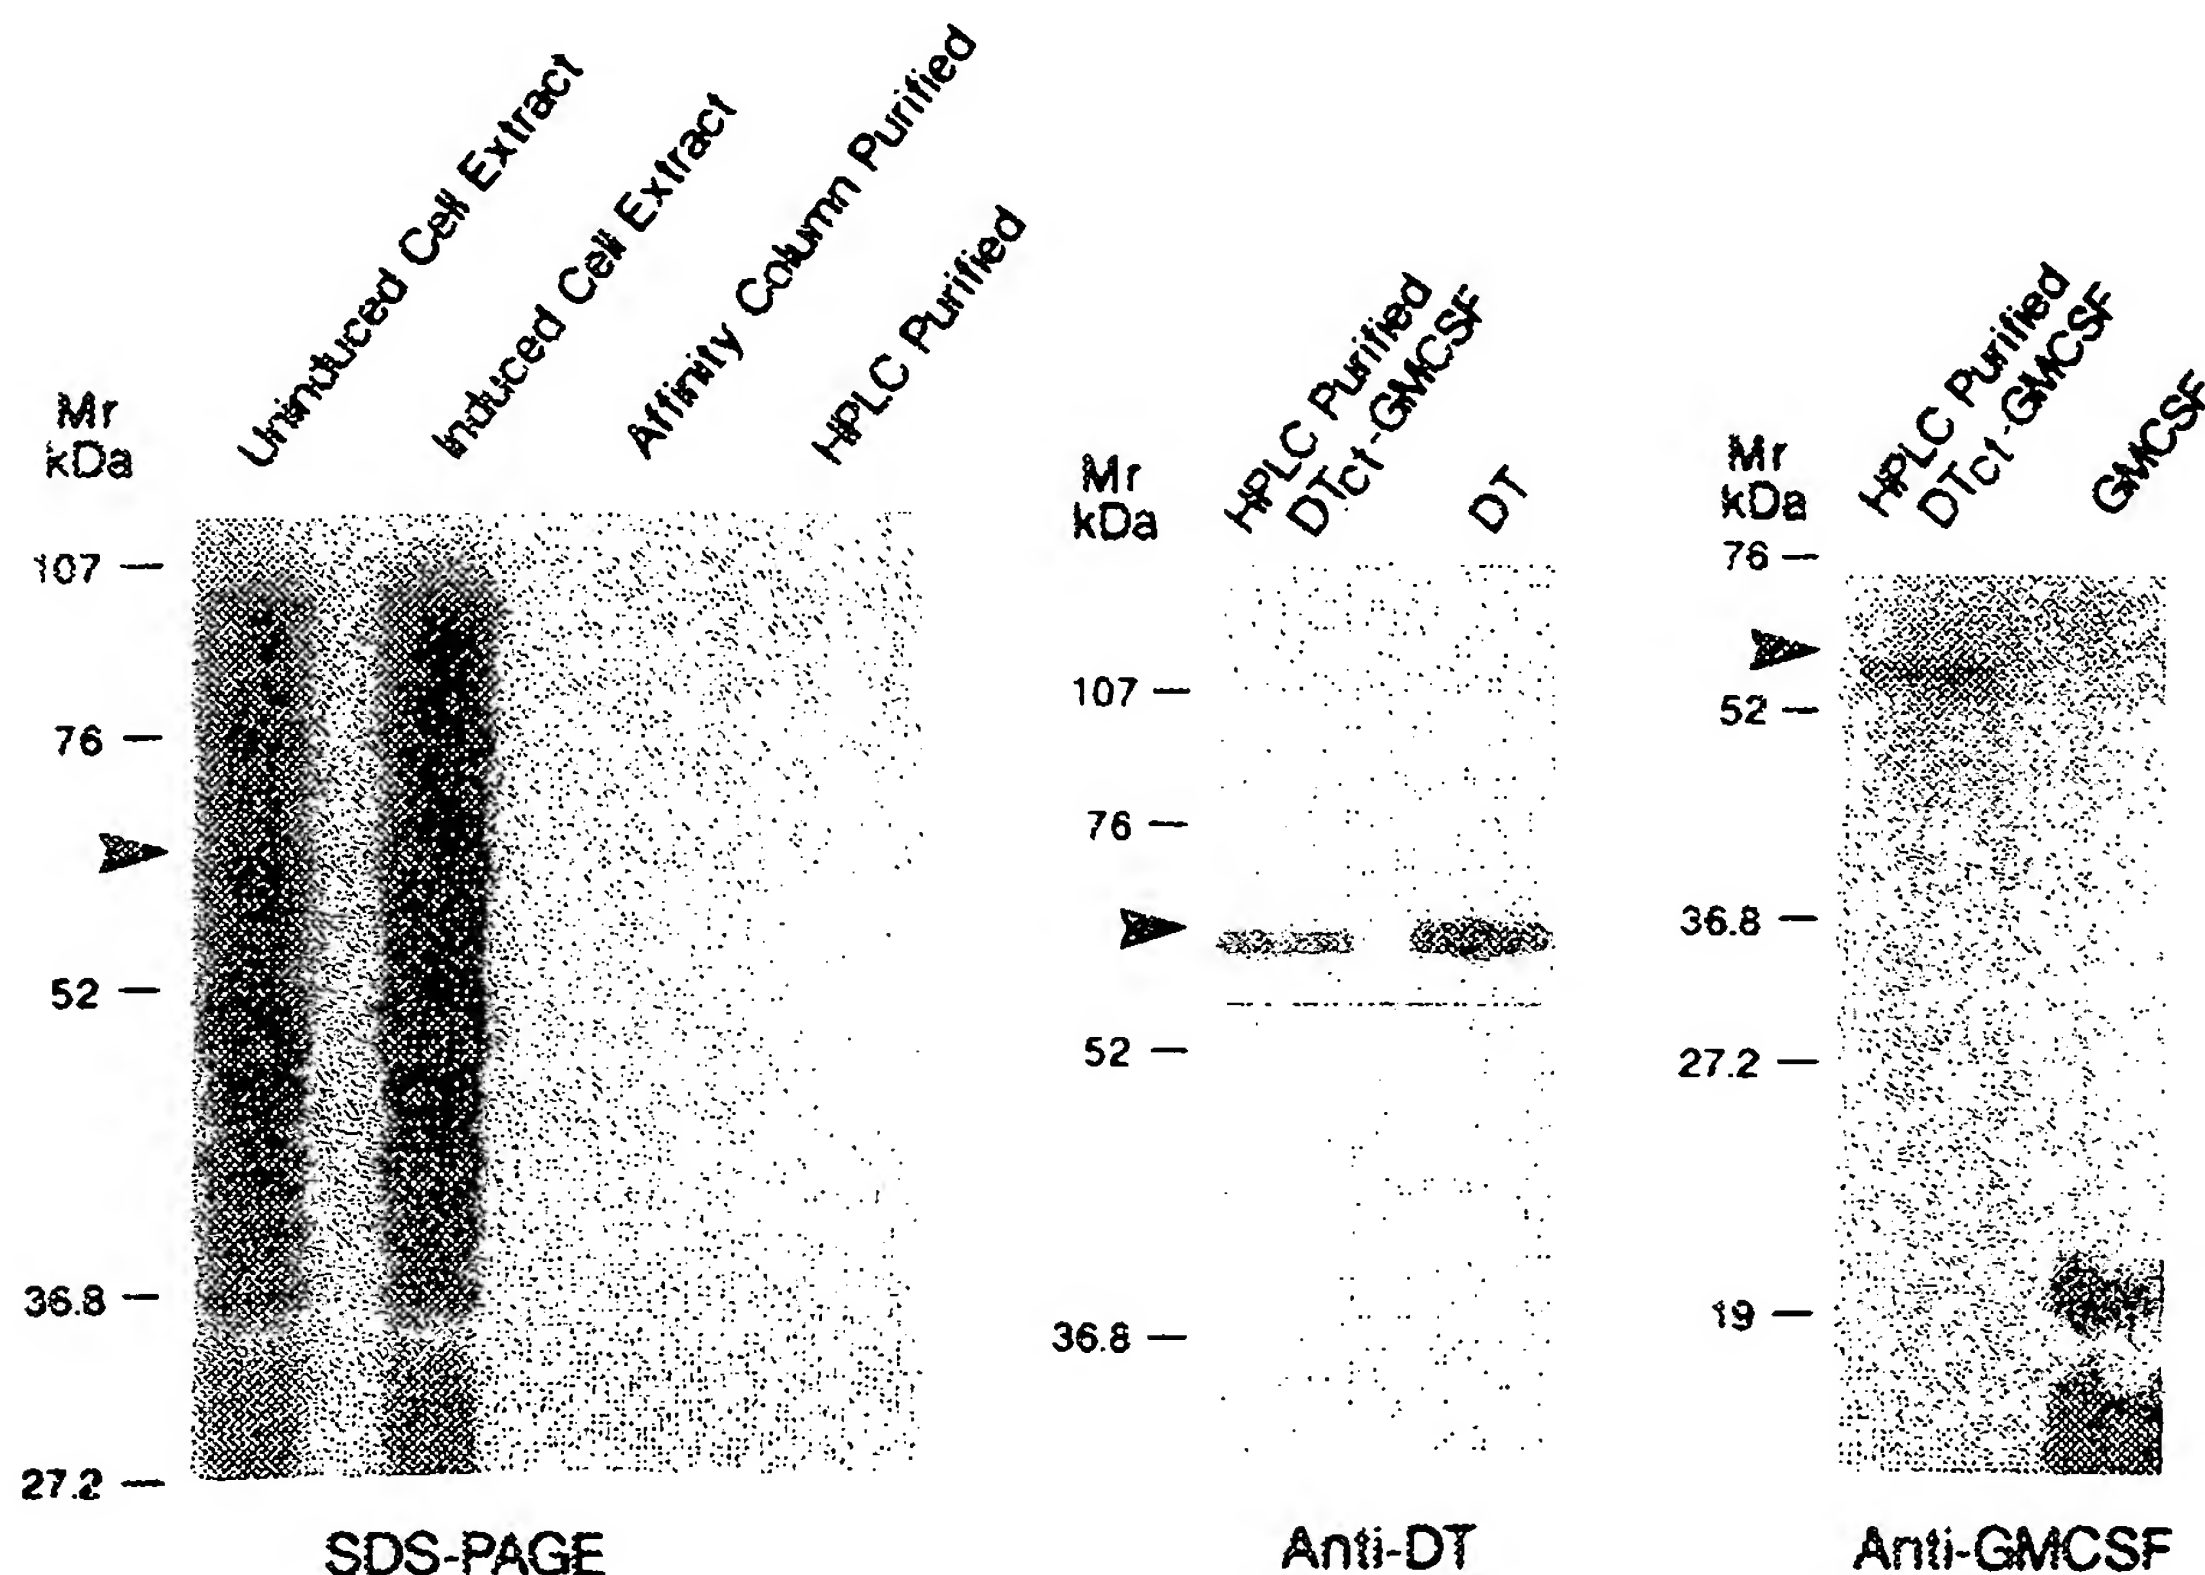 Uninduced Cell Extract
Induced Cell Extract
Affinity Column Purified
HPLC Purified
Mr
kDa
107
76
52
36.8
27.2
SDS-PAGE
HPLC Purified
DTct-GMCSF
DT
Mr
kDa
107
76
52
36.8
Anti-DT
HPLC Purified
DTct-GMCSF
GMCSF
Mr
kDa
76
52
36.8
27.2
19
Anti-GMCSF